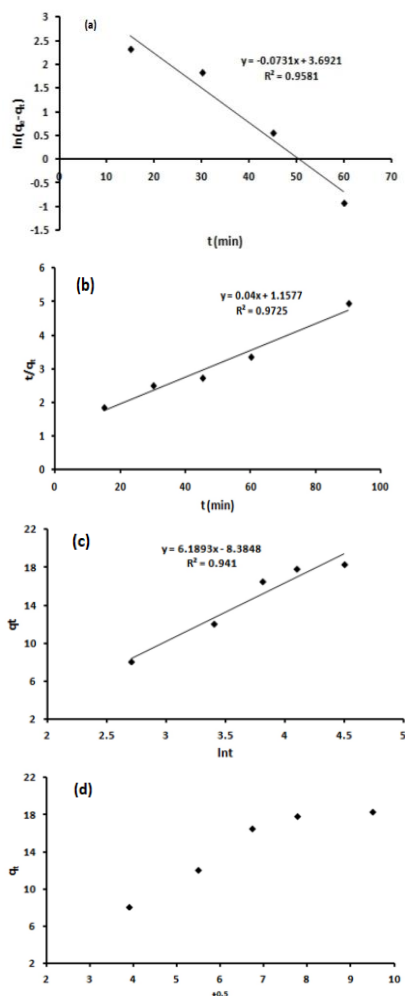 (a)
3
2.5
2
1.5
1
0.5
0
-0.5
-1
-1.5
0 10 20 30 40 50 60 70
y = -0.0731x + 3.6921
R² = 0.9581
ln(qₑ-qₜ)
t (min)
(b)
6
5
4
3
2
1
0
0 20 40 60 80 100
y = 0.04x + 1.1577
R² = 0.9725
t/qₜ
t (min)
(c)
22
18
14
10
6
2
2 2.5 3 3.5 4 4.5 5
y = 6.1893x - 8.3848
R² = 0.941
qt
lnt
(d)
22
18
14
10
6
2
2 3 4 5 6 7 8 9 10
qₜ
t⁰·⁵